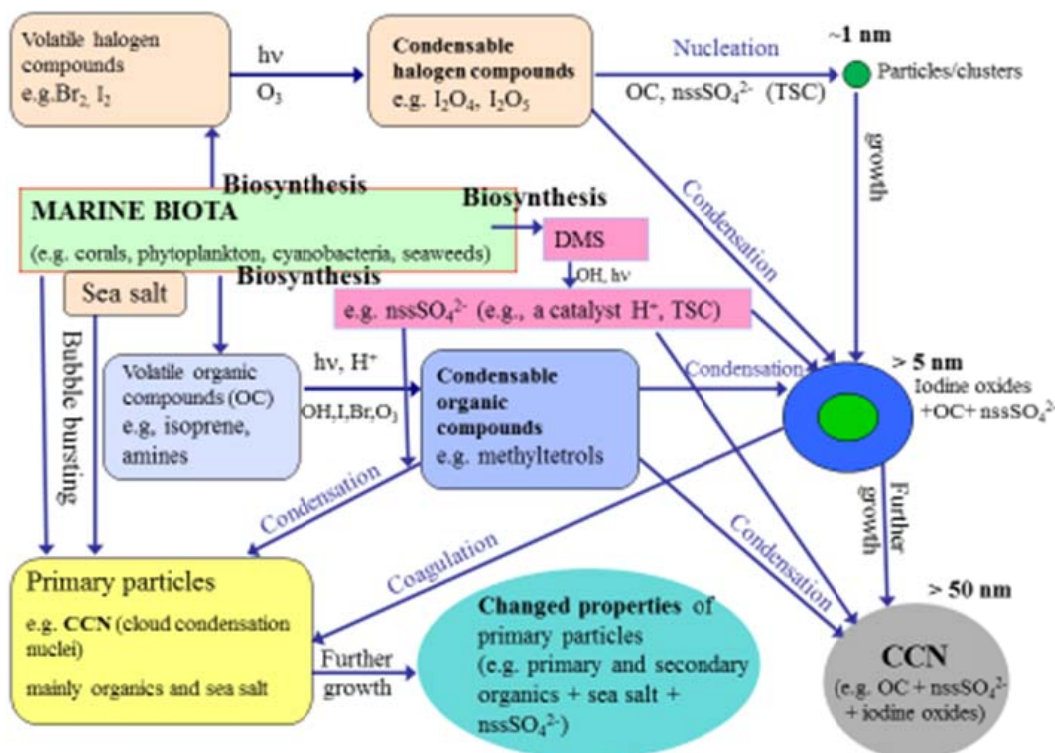 Volatile halogen
compounds
e.g.Br₂, I₂
hν
O₃
Condensable
halogen compounds
e.g. I₂O₄, I₂O₅
Nucleation
OC, nssSO₄²⁻ (TSC)
~1 nm
Particles/clusters
growth
Biosynthesis
MARINE BIOTA
(e.g. corals, phytoplankton, cyanobacteria, seaweeds)
Biosynthesis
DMS
OH, hν
Condensation
Biosynthesis
Sea salt
e.g. nssSO₄²⁻ (e.g., a catalyst H⁺, TSC)
Bubble bursting
Volatile organic
compounds (OC)
e.g, isoprene,
amines
hν, H⁺
OH,I,Br,O₃
Condensable
organic
compounds
e.g. methyltetrols
Condensation
> 5 nm
Iodine oxides
+OC+ nssSO₄²⁻
Condensation
Coagulation
Condensation
Further
growth
Primary particles
e.g. CCN (cloud condensation
nuclei)
mainly organics and sea salt
Further
growth
Changed properties of
primary particles
(e.g. primary and secondary
organics + sea salt +
nssSO₄²⁻)
> 50 nm
CCN
(e.g. OC + nssSO₄²⁻
+ iodine oxides)